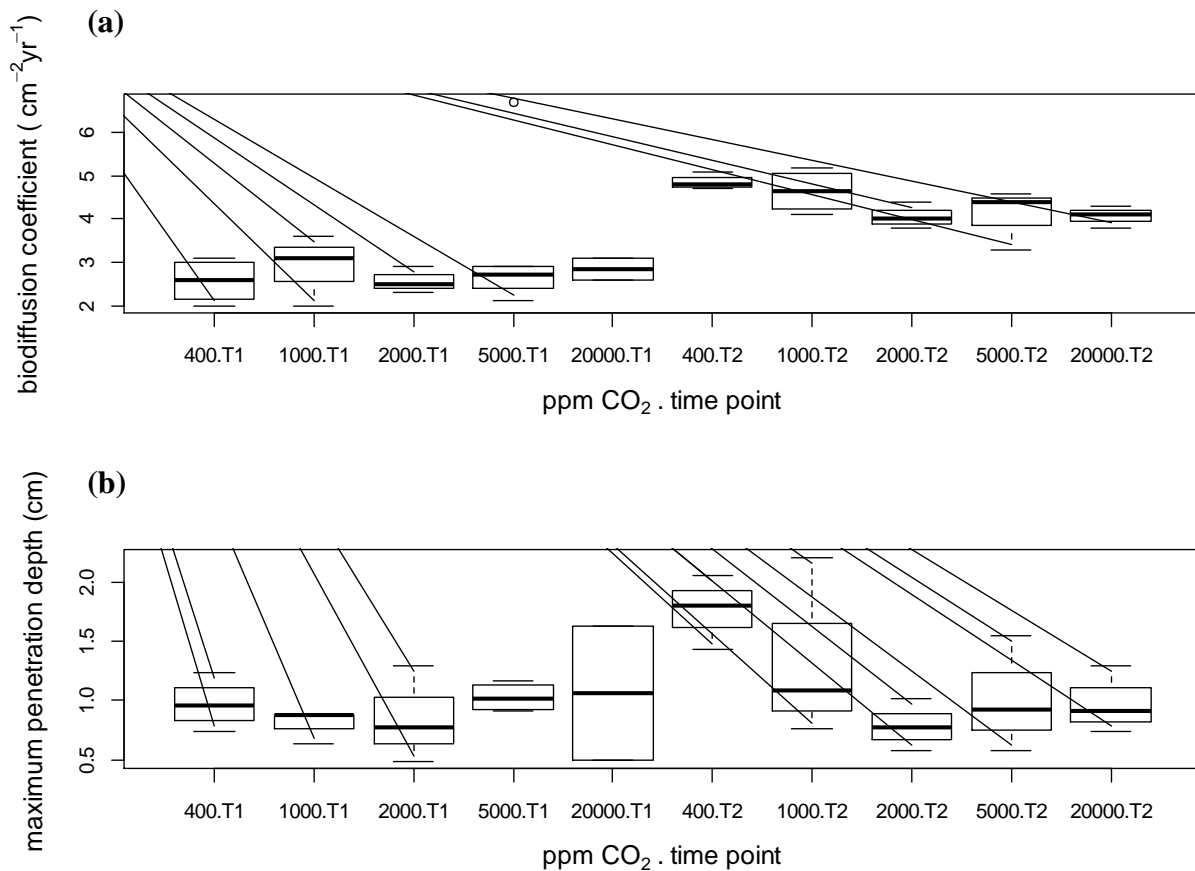 (a)
biodiffusion coefficient ( cm⁻²yr⁻¹)
6
5
4
3
2
400.T1 1000.T1 2000.T1 5000.T1 20000.T1 400.T2 1000.T2 2000.T2 5000.T2 20000.T2
ppm CO₂ . time point
(b)
maximum penetration depth (cm)
2.0
1.5
1.0
0.5
400.T1 1000.T1 2000.T1 5000.T1 20000.T1 400.T2 1000.T2 2000.T2 5000.T2 20000.T2
ppm CO₂ . time point